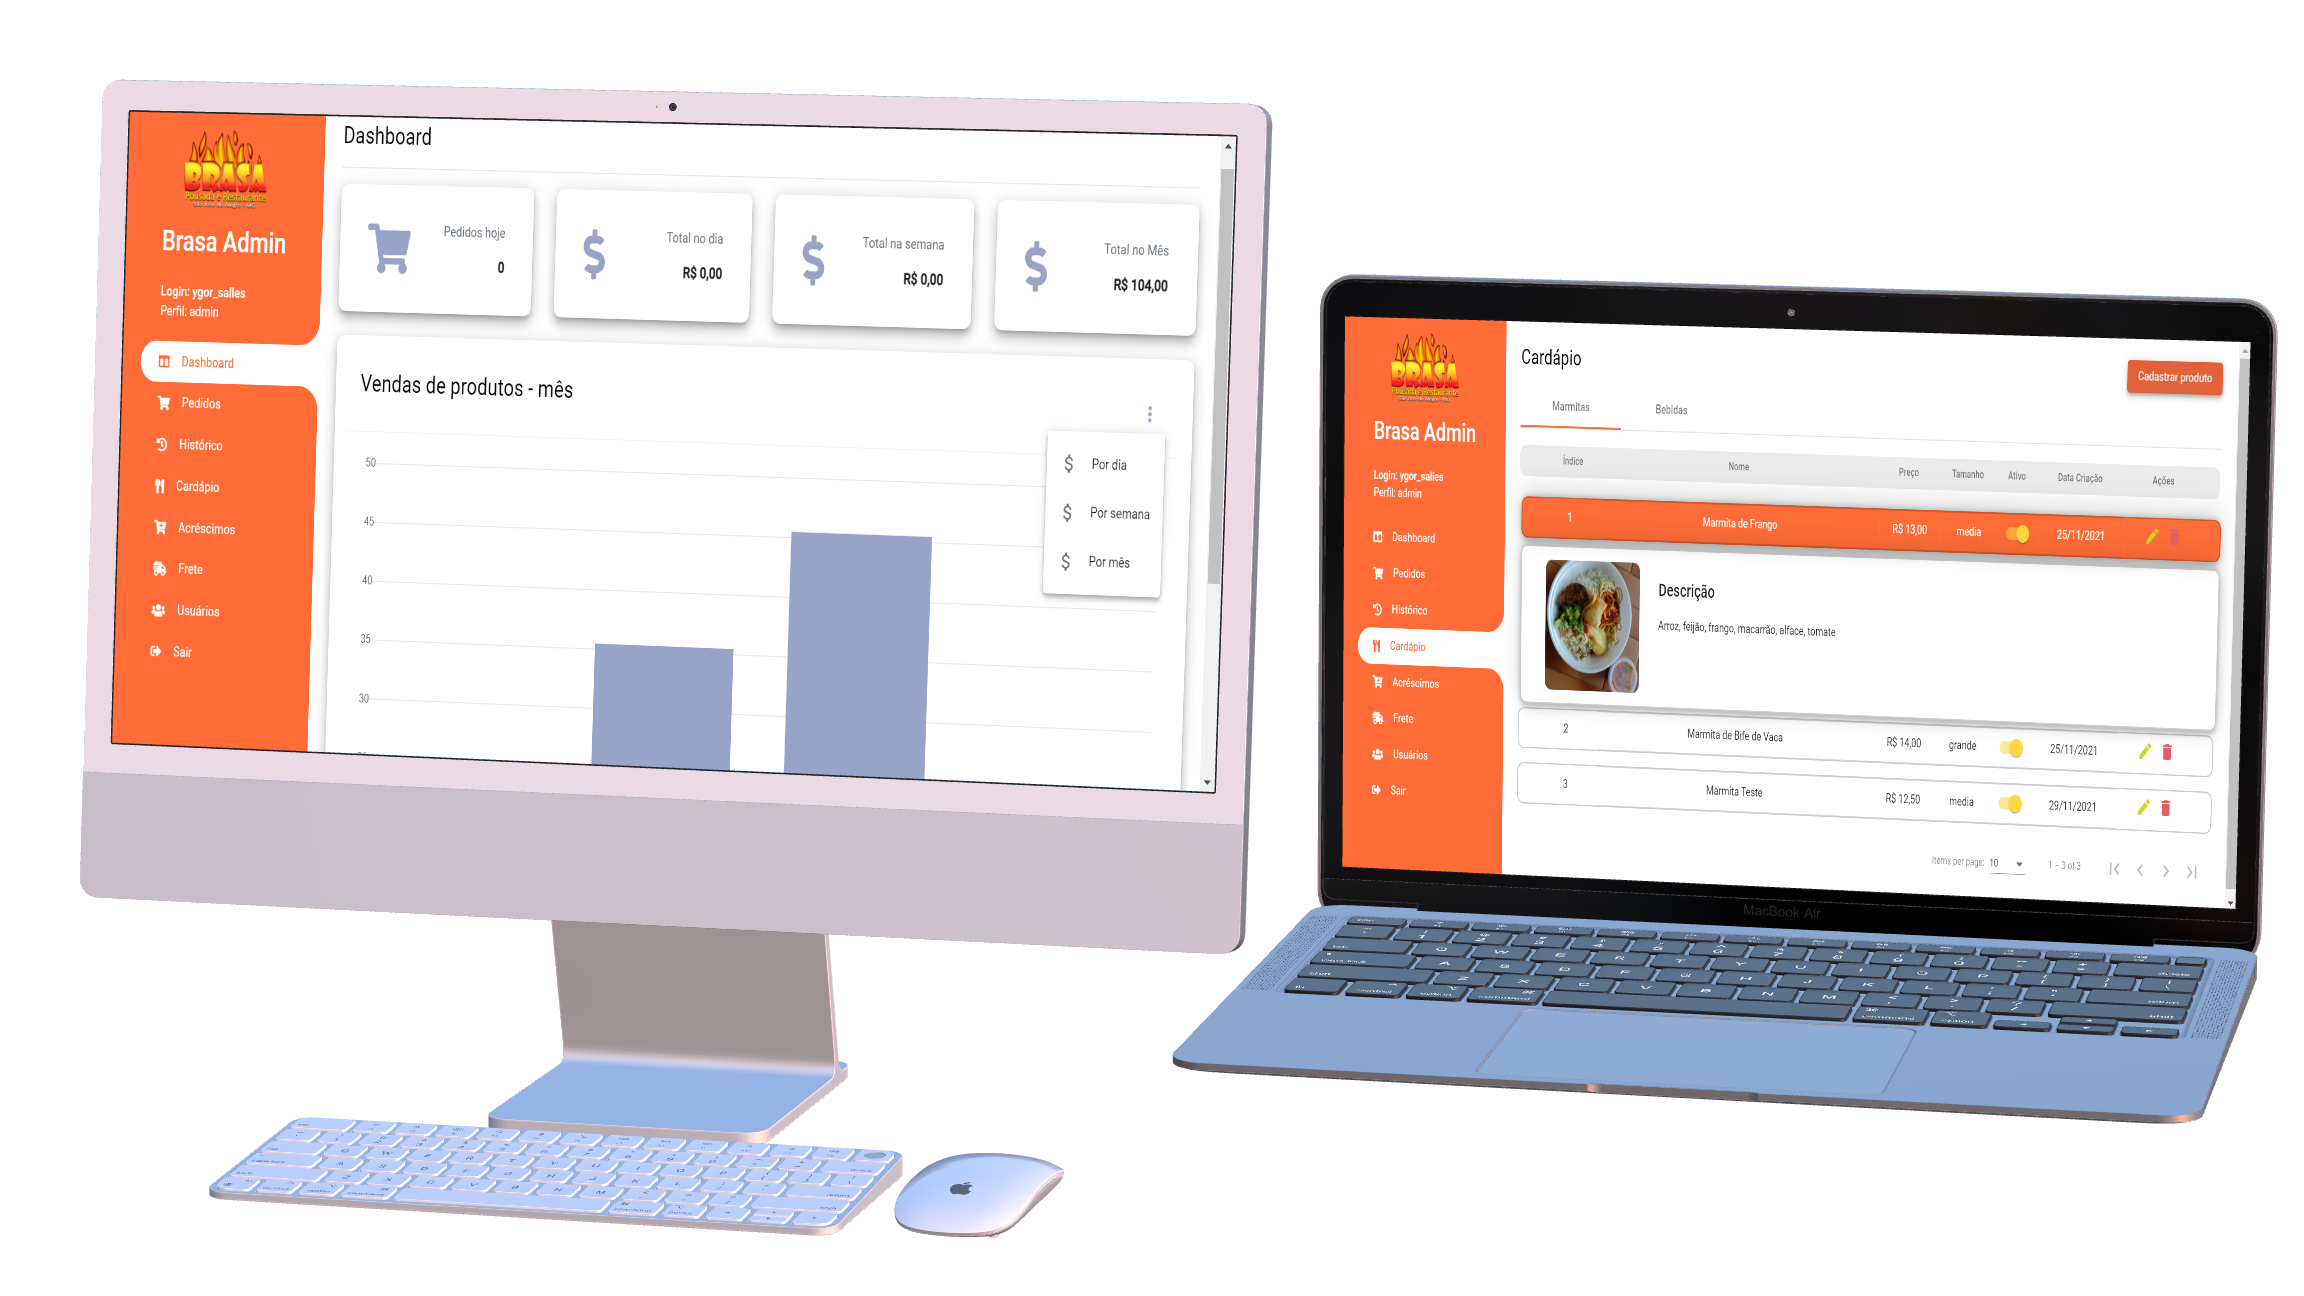 BRASA
Pousada e Restaurante
Brasa Admin
Login: ygor_salles
Perfil: admin
Dashboard
Pedidos
Histórico
Cardápio
Acréscimos
Frete
Usuários
Sair
Dashboard
Pedidos hoje
0
Total no dia
R$ 0,00
Total na semana
R$ 0,00
Total no Mês
R$ 104,00
Vendas de produtos - mês
Por dia
Por semana
Por mês
50
45
40
35
30
BRASA
Pousada e Restaurante
Brasa Admin
Login: ygor_salles
Perfil: admin
Dashboard
Pedidos
Histórico
Cardápio
Acréscimos
Frete
Usuários
Sair
Cardápio
Cadastrar produto
Marmitas Bebidas
Índice Nome Preço Tamanho Ativo Data Criação Ações
1 Marmita de Frango R$ 13,00 media 25/11/2021
Descrição
Arroz, feijão, frango, macarrão, alface, tomate
2 Marmita de Bife de Vaca R$ 14,00 grande 25/11/2021
3 Marmita Teste R$ 12,50 media 29/11/2021
Items per page: 10 1 – 3 of 3
MacBook Air